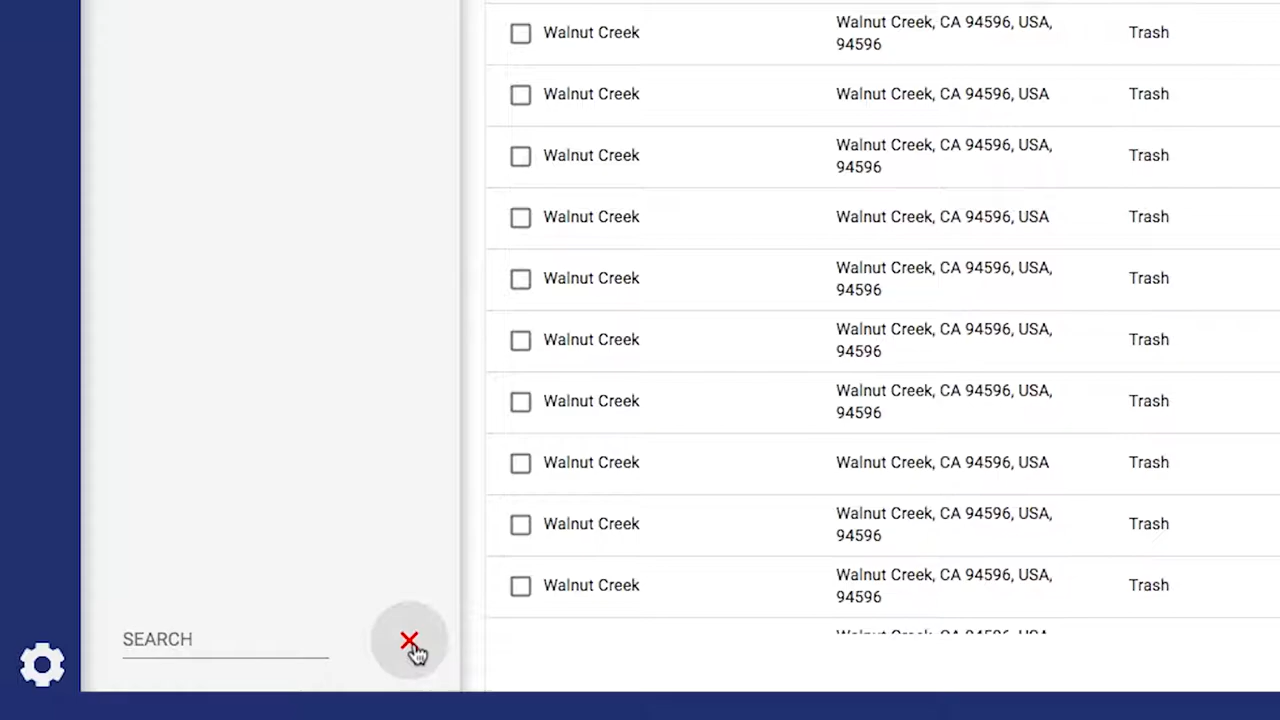 Walnut Creek
Walnut Creek, CA 94596, USA,
94596
Trash
Walnut Creek
Walnut Creek, CA 94596, USA
Trash
Walnut Creek
Walnut Creek, CA 94596, USA,
94596
Trash
Walnut Creek
Walnut Creek, CA 94596, USA
Trash
Walnut Creek
Walnut Creek, CA 94596, USA,
94596
Trash
Walnut Creek
Walnut Creek, CA 94596, USA,
94596
Trash
Walnut Creek
Walnut Creek, CA 94596, USA,
94596
Trash
Walnut Creek
Walnut Creek, CA 94596, USA
Trash
Walnut Creek
Walnut Creek, CA 94596, USA,
94596
Trash
Walnut Creek
Walnut Creek, CA 94596, USA,
94596
Trash
SEARCH